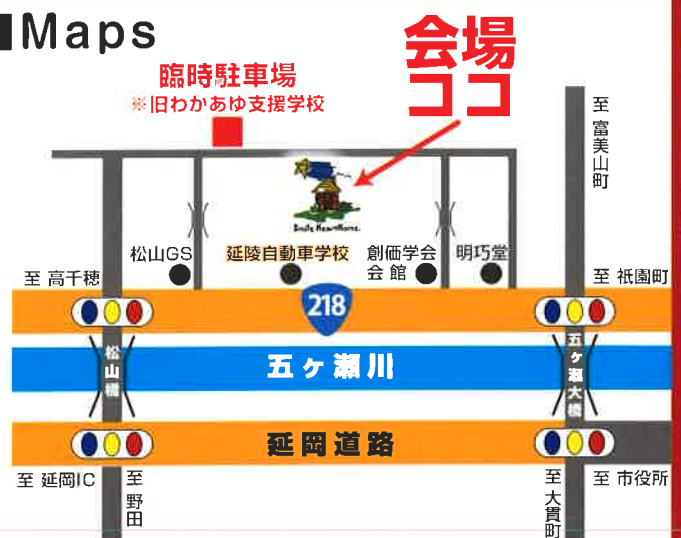 Maps
会場
ココ
臨時駐車場
※旧わかあゆ支援学校
至 富美山町
Smile Heart Home.
松山GS
延陵自動車学校
創価学会
会館
明巧堂
至 高千穂
至 祇園町
218
松山橋
五ヶ瀬川
五ヶ瀬大橋
延岡道路
至 延岡IC
至 野田
至 大貫町
至 市役所